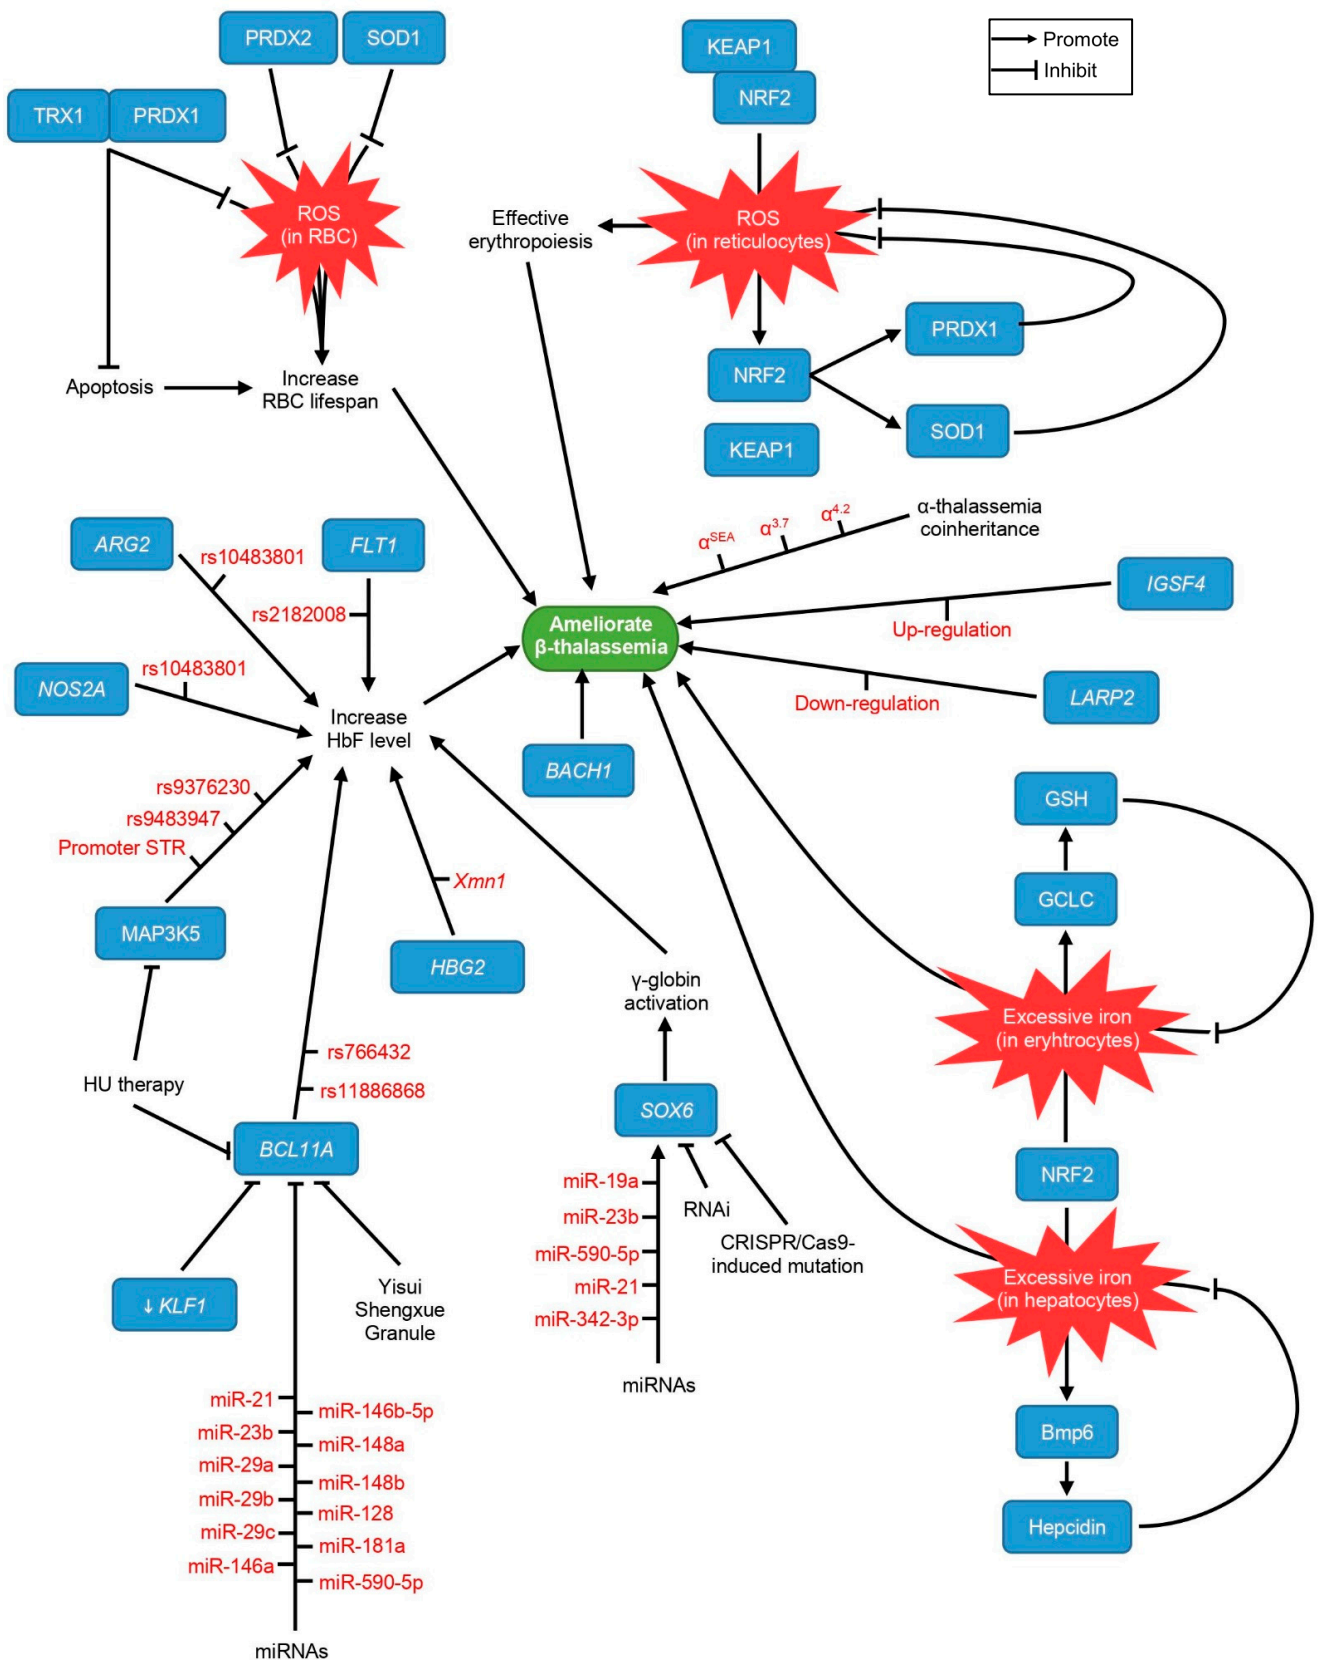 PRDX2
SOD1
TRX1
PRDX1
ROS
(in RBC)
Apoptosis
Increase
RBC lifespan
KEAP1
NRF2
Promote
Inhibit
Effective
erythropoiesis
ROS
(in reticulocytes)
PRDX1
NRF2
SOD1
KEAP1
α-thalassemia
coinheritance
α4.2
α3.7
αSEA
ARG2
rs10483801
FLT1
rs2182008
NOS2A
rs10483801
Increase
HbF level
Ameliorate
β-thalassemia
IGSF4
Up-regulation
LARP2
Down-regulation
BACH1
rs9376230
rs9483947
Promoter STR
MAP3K5
Xmn1
HBG2
HU therapy
rs766432
rs11886868
BCL11A
↓ KLF1
Yisui
Shengxue
Granule
miR-21
miR-146b-5p
miR-23b
miR-148a
miR-29a
miR-148b
miR-29b
miR-128
miR-29c
miR-181a
miR-146a
miR-590-5p
miRNAs
γ-globin
activation
SOX6
miR-19a
miR-23b
miR-590-5p
miR-21
miR-342-3p
miRNAs
RNAi
CRISPR/Cas9-
induced mutation
GSH
GCLC
Excessive iron
(in eryhtrocytes)
NRF2
Excessive iron
(in hepatocytes)
Bmp6
Hepcidin